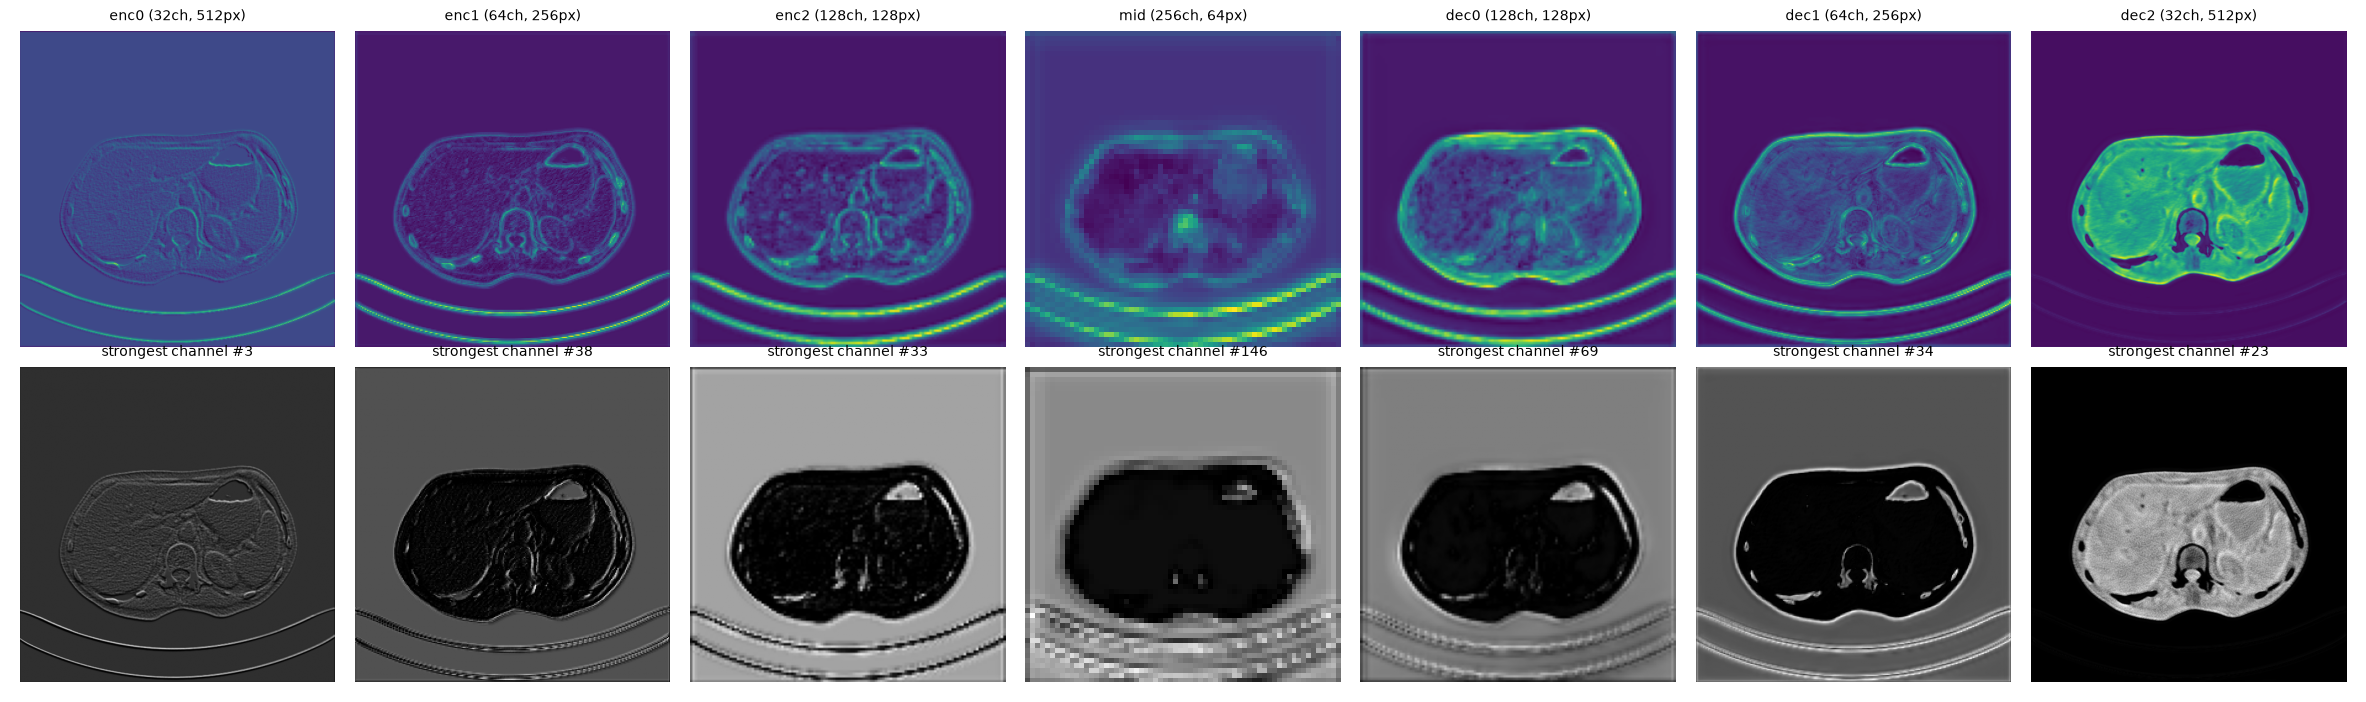 enc0 (32ch, 512px)
enc1 (64ch, 256px)
enc2 (128ch, 128px)
mid (256ch, 64px)
dec0 (128ch, 128px)
dec1 (64ch, 256px)
dec2 (32ch, 512px)
strongest channel #3
strongest channel #38
strongest channel #33
strongest channel #146
strongest channel #69
strongest channel #34
strongest channel #23